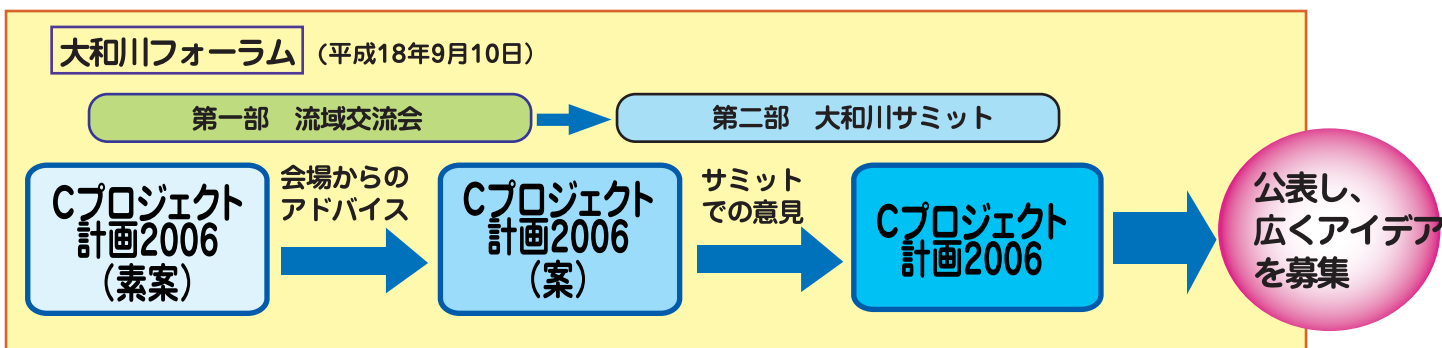 大和川フォーラム（平成18年9月10日）
第一部　流域交流会
第二部　大和川サミット
Cプロジェクト
計画2006
（素案）
会場からの
アドバイス
Cプロジェクト
計画2006
（案）
サミット
での意見
Cプロジェクト
計画2006
公表し、
広くアイデア
を募集